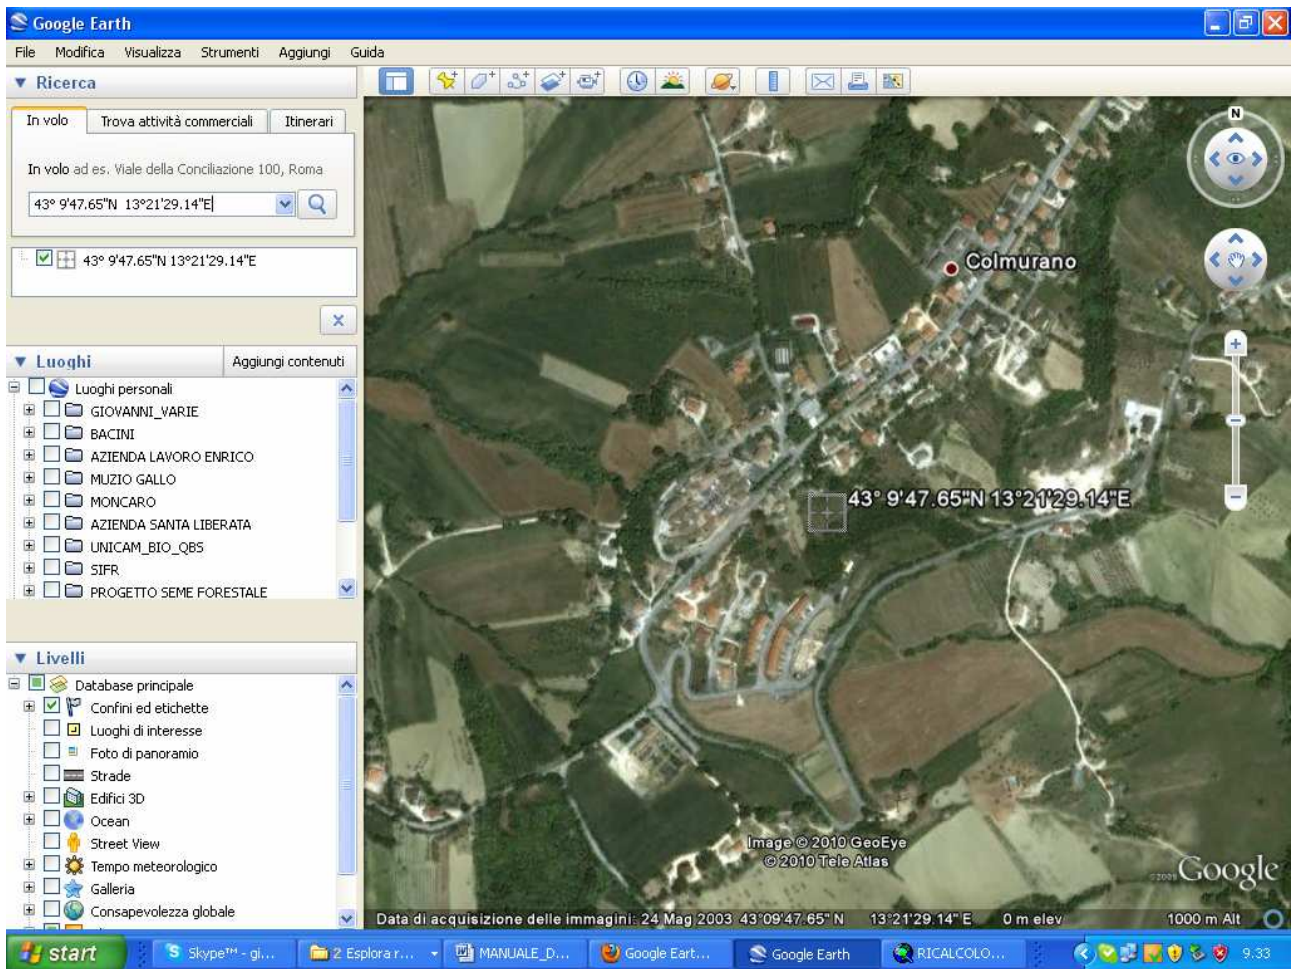 Google Earth
File Modifica Visualizza Strumenti Aggiungi Guida
Ricerca
In volo Trova attività commerciali Itinerari
In volo ad es. Viale della Conciliazione 100, Roma
43° 9'47.65"N 13°21'29.14"E
43° 9'47.65"N 13°21'29.14"E
Luoghi Aggiungi contenuti
Luoghi personali
GIOVANNI_VARIE
BACINI
AZIENDA LAVORO ENRICO
MUZIO GALLO
MONCARO
AZIENDA SANTA LIBERATA
UNICAM_BIO_QBS
SIFR
PROGETTO SEME FORESTALE
Livelli
Database principale
Confini ed etichette
Luoghi di interesse
Foto di panoramio
Strade
Edifici 3D
Ocean
Street View
Tempo meteorologico
Galleria
Consapevolezza globale
N
Colmurano
43° 9'47.65"N 13°21'29.14"E
Image © 2010 GeoEye
© 2010 Tele Atlas
©2009 Google
Data di acquisizione delle immagini: 24 Mag 2003 43°09'47.65" N 13°21'29.14" E 0 m elev 1000 m Alt
start Skype™ - gi... 2 Esplora r... MANUALE_D... Google Eart... Google Earth RICALCOLO... 9.33